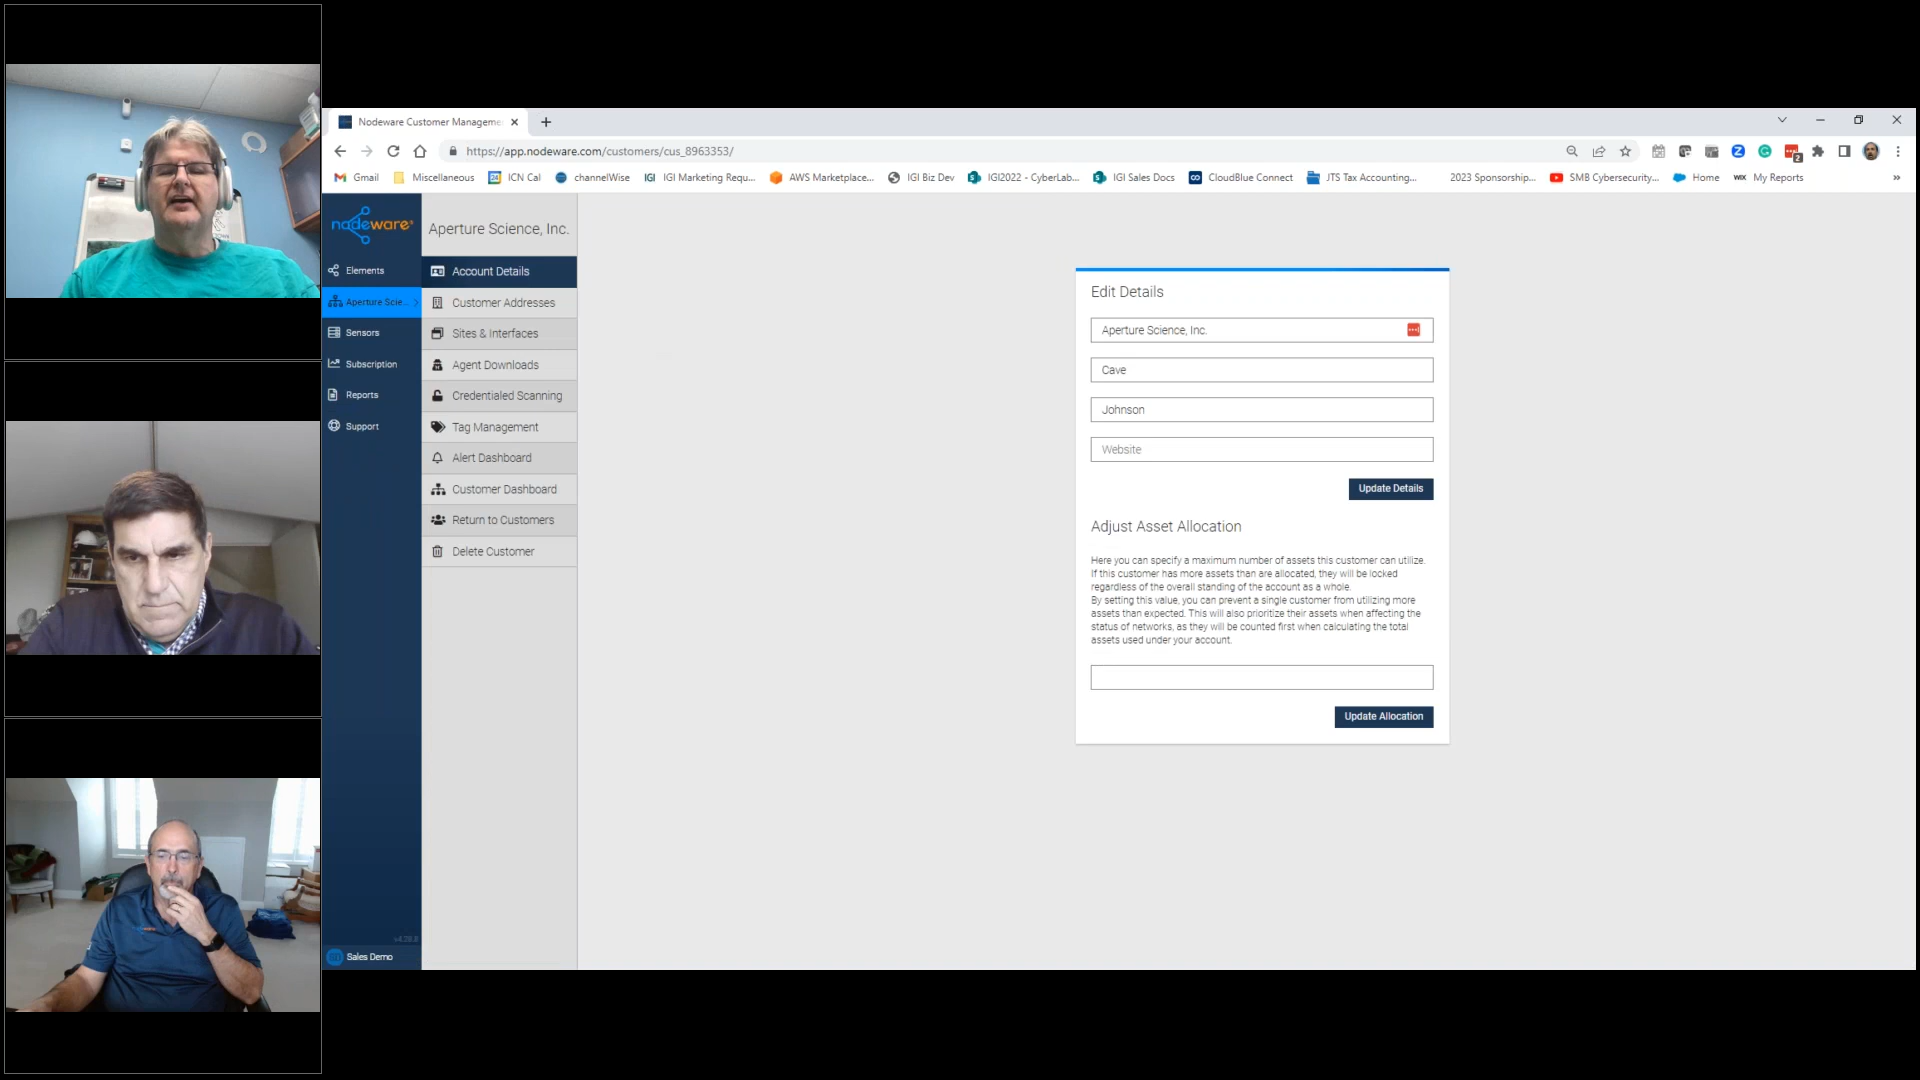 Nodeware Customer Manageme
https://app.nodeware.com/customers/cus_8963353/
2
Gmail
Miscellaneous
24
ICN Cal
channelWise
IGI
IGI Marketing Requ...
AWS Marketplace...
IGI Biz Dev
IGI2022 - CyberLab...
IGI Sales Docs
CloudBlue Connect
JTS Tax Accounting...
2023 Sponsorship...
SMB Cybersecurity...
Home
WIX
My Reports
»
nodeware®
Elements
Aperture Scie...
Sensors
Subscription
Reports
Support
v4.28.8
Sales Demo
Aperture Science, Inc.
Account Details
Customer Addresses
Sites & Interfaces
Agent Downloads
Credentialed Scanning
Tag Management
Alert Dashboard
Customer Dashboard
Return to Customers
Delete Customer
Edit Details
Aperture Science, Inc.
Cave
Johnson
Website
Update Details
Adjust Asset Allocation
Here you can specify a maximum number of assets this customer can utilize.
If this customer has more assets than are allocated, they will be locked
regardless of the overall standing of the account as a whole.
By setting this value, you can prevent a single customer from utilizing more
assets than expected. This will also prioritize their assets when affecting the
status of networks, as they will be counted first when calculating the total
assets used under your account.
Update Allocation